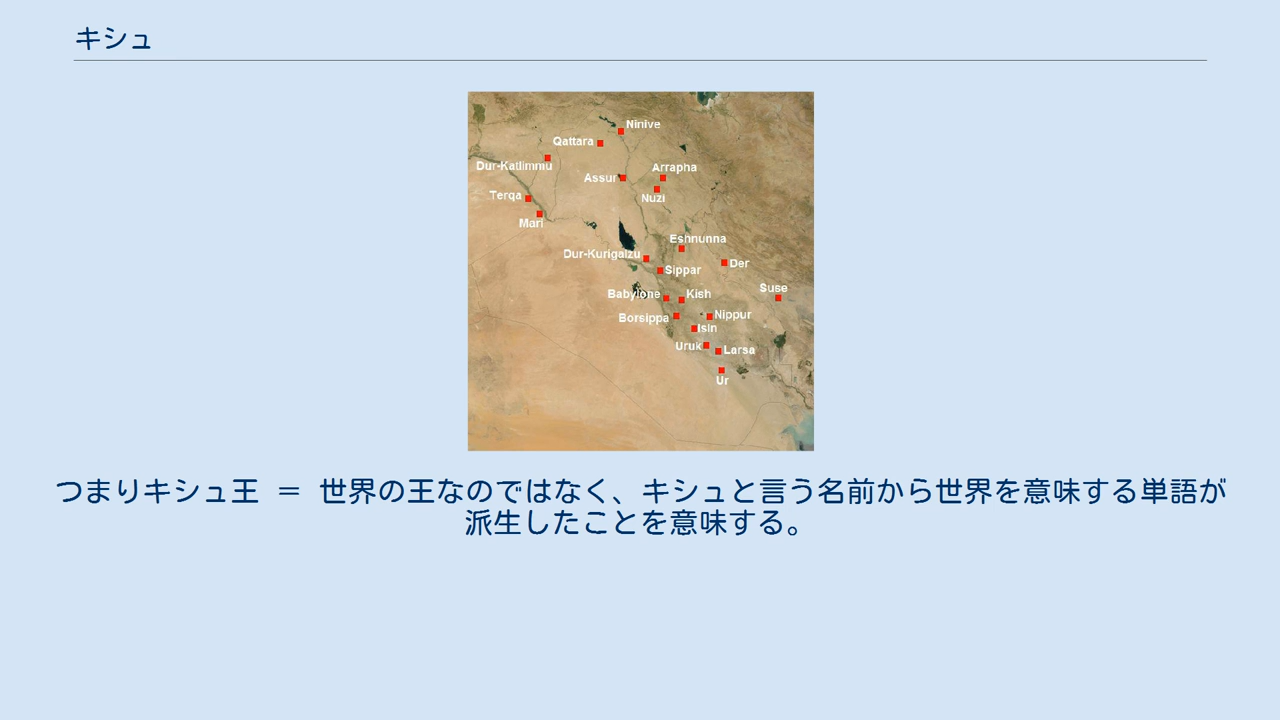 キシュ
Ninive
Qattara
Dur-Katlimmu
Arrapha
Assur
Terqa
Nuzi
Mari
Eshnunna
Dur-Kurigalzu
Der
Sippar
Suse
Babylone
Kish
Borsippa
Nippur
Isin
Uruk
Larsa
Ur
つまりキシュ王 ＝ 世界の王なのではなく、キシュと言う名前から世界を意味する単語が
派生したことを意味する。